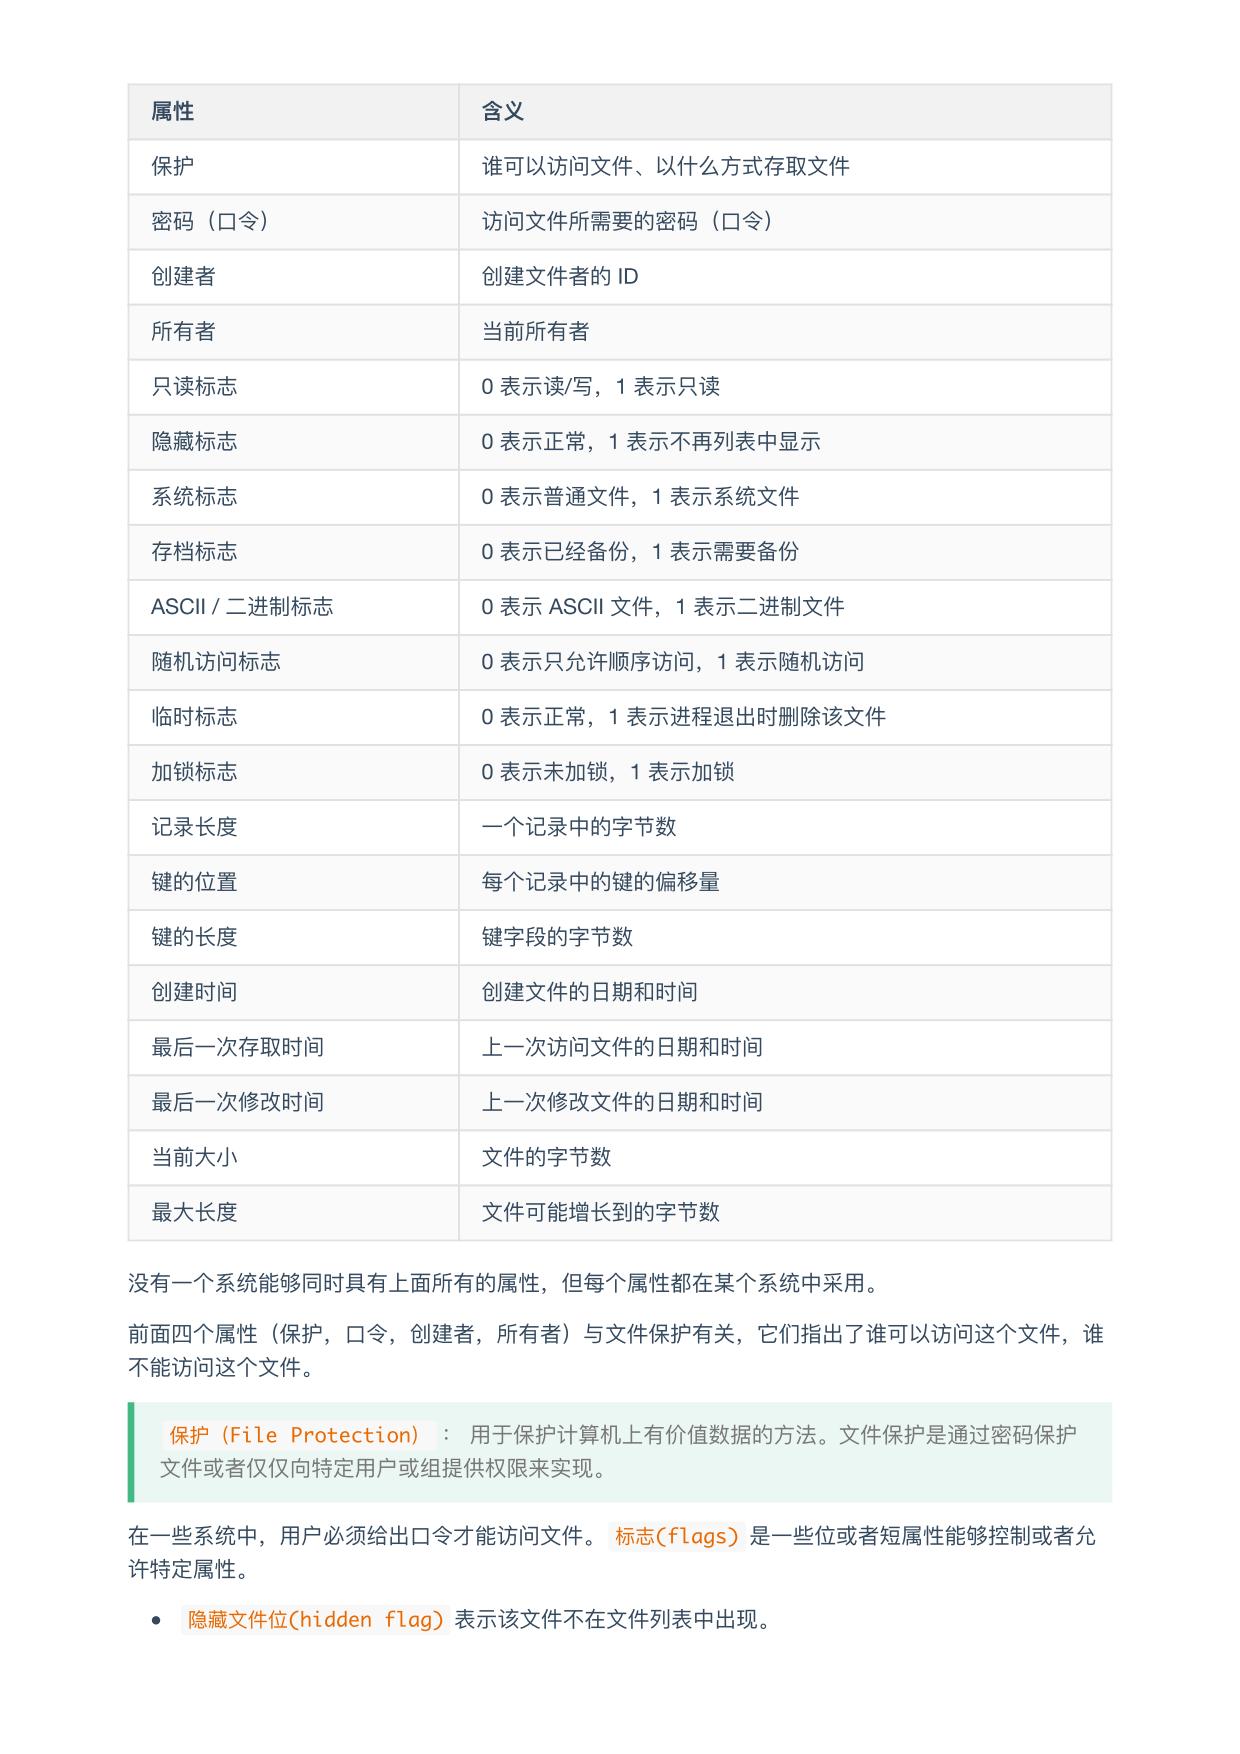 属性 含义
保护 谁可以访问文件、以什么方式存取文件
密码（口令） 访问文件所需要的密码（口令）
创建者 创建文件者的 ID
所有者 当前所有者
只读标志 0 表示读/写，1 表示只读
隐藏标志 0 表示正常，1 表示不再列表中显示
系统标志 0 表示普通文件，1 表示系统文件
存档标志 0 表示已经备份，1 表示需要备份
ASCII / 二进制标志 0 表示 ASCII 文件，1 表示二进制文件
随机访问标志 0 表示只允许顺序访问，1 表示随机访问
临时标志 0 表示正常，1 表示进程退出时删除该文件
加锁标志 0 表示未加锁，1 表示加锁
记录长度 一个记录中的字节数
键的位置 每个记录中的键的偏移量
键的长度 键字段的字节数
创建时间 创建文件的日期和时间
最后一次存取时间 上一次访问文件的日期和时间
最后一次修改时间 上一次修改文件的日期和时间
当前大小 文件的字节数
最大长度 文件可能增长到的字节数
没有一个系统能够同时具有上面所有的属性，但每个属性都在某个系统中采用。
前面四个属性（保护，口令，创建者，所有者）与文件保护有关，它们指出了谁可以访问这个文件，谁
不能访问这个文件。
保护（File Protection）： 用于保护计算机上有价值数据的方法。文件保护是通过密码保护
文件或者仅仅向特定用户或组提供权限来实现。
在一些系统中，用户必须给出口令才能访问文件。 标志(flags) 是一些位或者短属性能够控制或者允
许特定属性。
• 隐藏文件位(hidden flag) 表示该文件不在文件列表中出现。